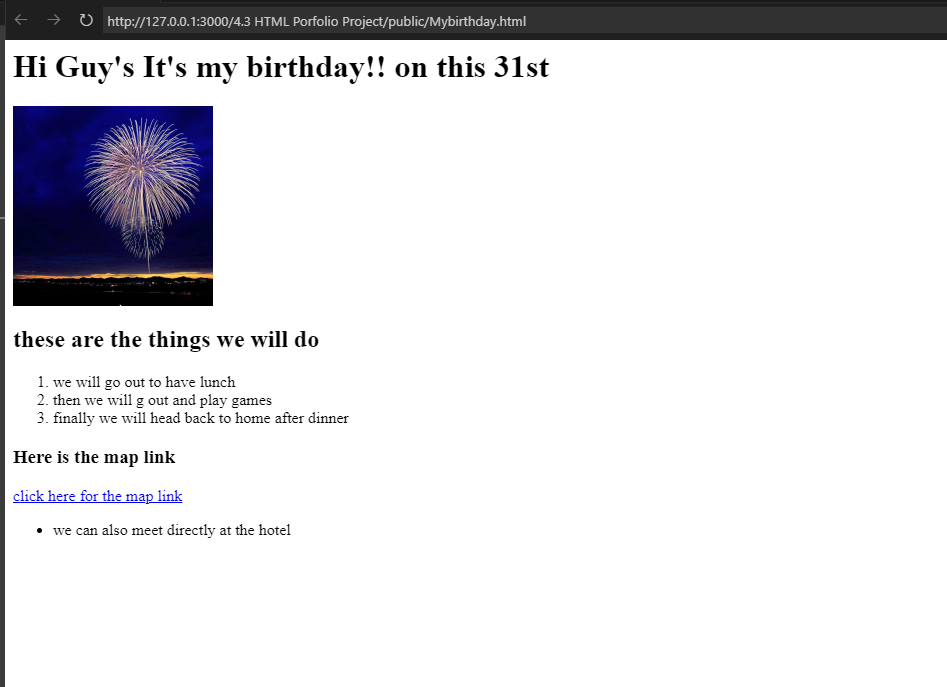 http://127.0.0.1:3000/4.3 HTML Porfolio Project/public/Mybirthday.html
Hi Guy's It's my birthday!! on this 31st
these are the things we will do
1. we will go out to have lunch
2. then we will g out and play games
3. finally we will head back to home after dinner
Here is the map link
click here for the map link
• we can also meet directly at the hotel